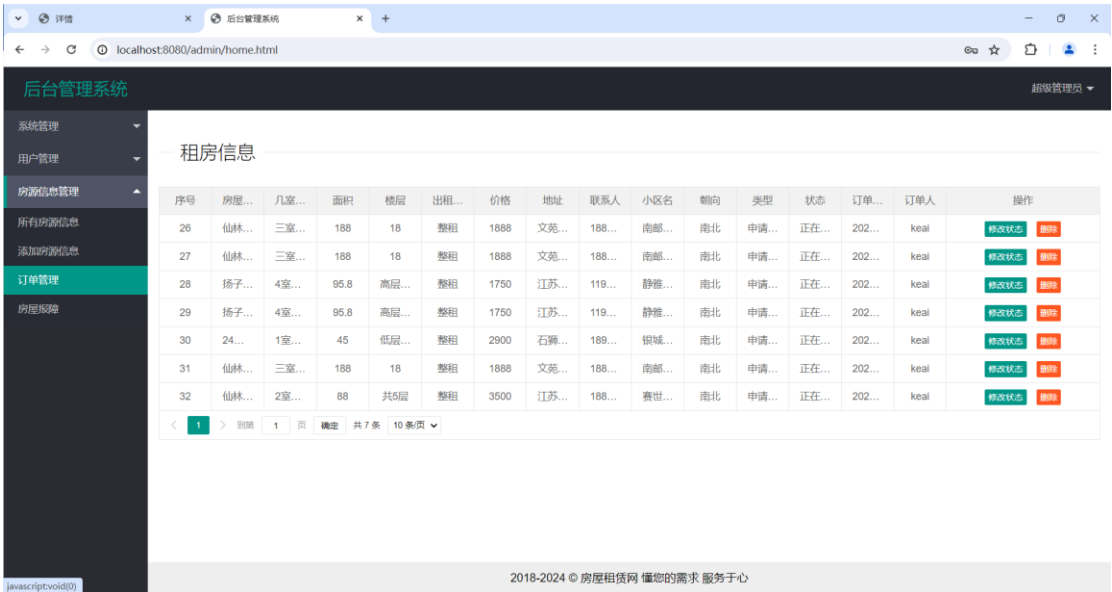 详情 后台管理系统
localhost:8080/admin/home.html
后台管理系统 超级管理员
系统管理
用户管理
房源信息管理
所有房源信息
添加房源信息
订单管理
房屋报障
租房信息
序号 房屋... 几室... 面积 楼层 出租... 价格 地址 联系人 小区名 朝向 类型 状态 订单... 订单人 操作
26 仙林... 三室... 188 18 整租 1888 文苑... 188... 南邮... 南北 申请... 正在... 202... keai 修改状态 删除
27 仙林... 三室... 188 18 整租 1888 文苑... 188... 南邮... 南北 申请... 正在... 202... keai 修改状态 删除
28 扬子... 4室... 95.8 高层... 整租 1750 江苏... 119... 静雅... 南北 申请... 正在... 202... keai 修改状态 删除
29 扬子... 4室... 95.8 高层... 整租 1750 江苏... 119... 静雅... 南北 申请... 正在... 202... keai 修改状态 删除
30 24... 1室... 45 低层... 整租 2900 石狮... 189... 银城... 南北 申请... 正在... 202... keai 修改状态 删除
31 仙林... 三室... 188 18 整租 1888 文苑... 188... 南邮... 南北 申请... 正在... 202... keai 修改状态 删除
32 仙林... 2室... 88 共5层 整租 3500 江苏... 188... 赛世... 南北 申请... 正在... 202... keai 修改状态 删除
1 到第 1 页 确定 共 7 条 10 条/页
2018-2024 © 房屋租赁网 懂您的需求 服务于心
javascript:void(0)